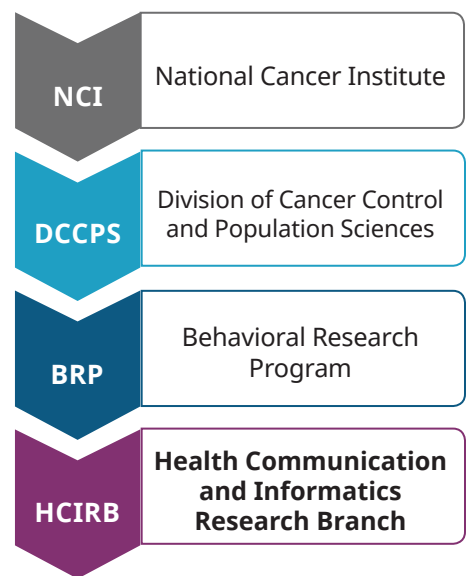 NCI
National Cancer Institute
DCCPS
Division of Cancer Control
and Population Sciences
BRP
Behavioral Research
Program
HCIRB
Health Communication
and Informatics
Research Branch